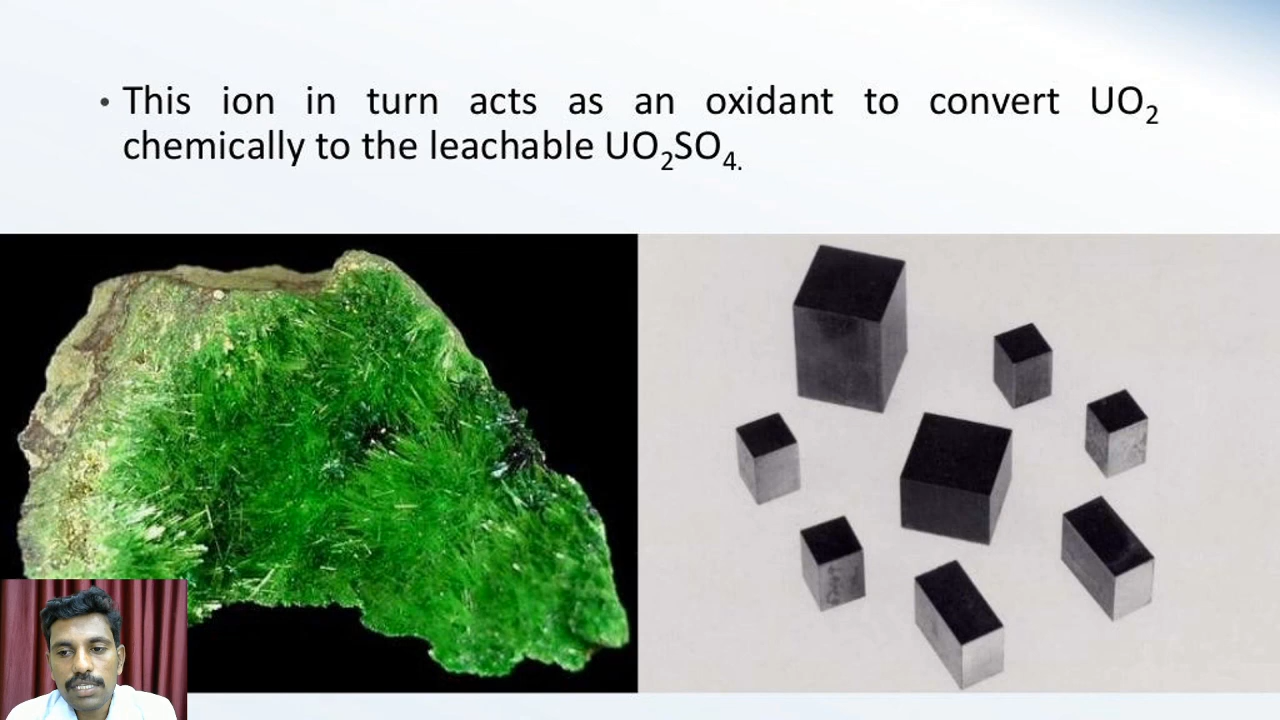 • This ion in turn acts as an oxidant to convert UO₂
chemically to the leachable UO₂SO₄.